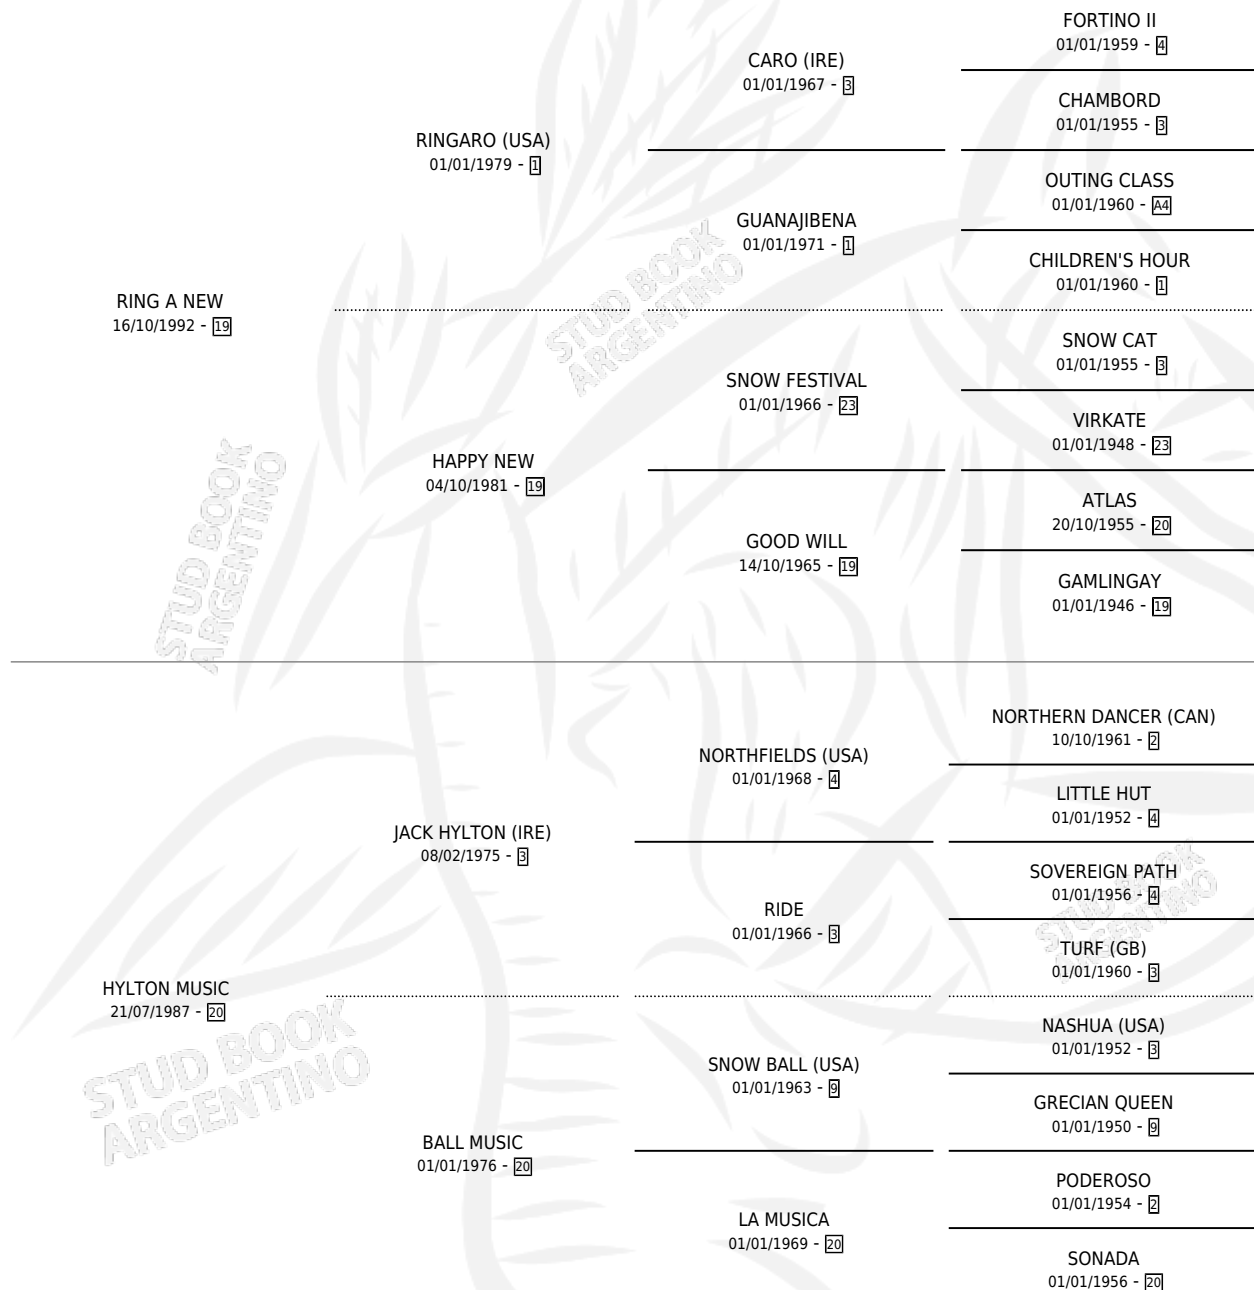 FORTINO II
01/01/1959 - 4
CARO (IRE)
01/01/1967 - 3
CHAMBORD
01/01/1955 - 3
RINGARO (USA)
01/01/1979 - 1
OUTING CLASS
01/01/1960 - A4
GUANAJIBENA
01/01/1971 - 1
CHILDREN'S HOUR
01/01/1960 - 1
RING A NEW
16/10/1992 - 19
STUD BOOK
ARGENTINO
SNOW CAT
01/01/1955 - 3
SNOW FESTIVAL
01/01/1966 - 23
VIRKATE
01/01/1948 - 23
HAPPY NEW
04/10/1981 - 19
ATLAS
20/10/1955 - 20
GOOD WILL
14/10/1965 - 19
GAMLINGAY
01/01/1946 - 19
STUD BOOK
ARGENTINO
NORTHERN DANCER (CAN)
10/10/1961 - 2
NORTHFIELDS (USA)
01/01/1968 - 4
LITTLE HUT
01/01/1952 - 4
JACK HYLTON (IRE)
08/02/1975 - 3
SOVEREIGN PATH
01/01/1956 - 4
RIDE
01/01/1966 - 3
TURF (GB)
01/01/1960 - 3
STUD BOOK
ARGENTINO
HYLTON MUSIC
21/07/1987 - 20
NASHUA (USA)
01/01/1952 - 3
SNOW BALL (USA)
01/01/1963 - 9
GRECIAN QUEEN
01/01/1950 - 9
STUD BOOK
ARGENTINO
BALL MUSIC
01/01/1976 - 20
PODEROSO
01/01/1954 - 2
LA MUSICA
01/01/1969 - 20
SONADA
01/01/1956 - 20